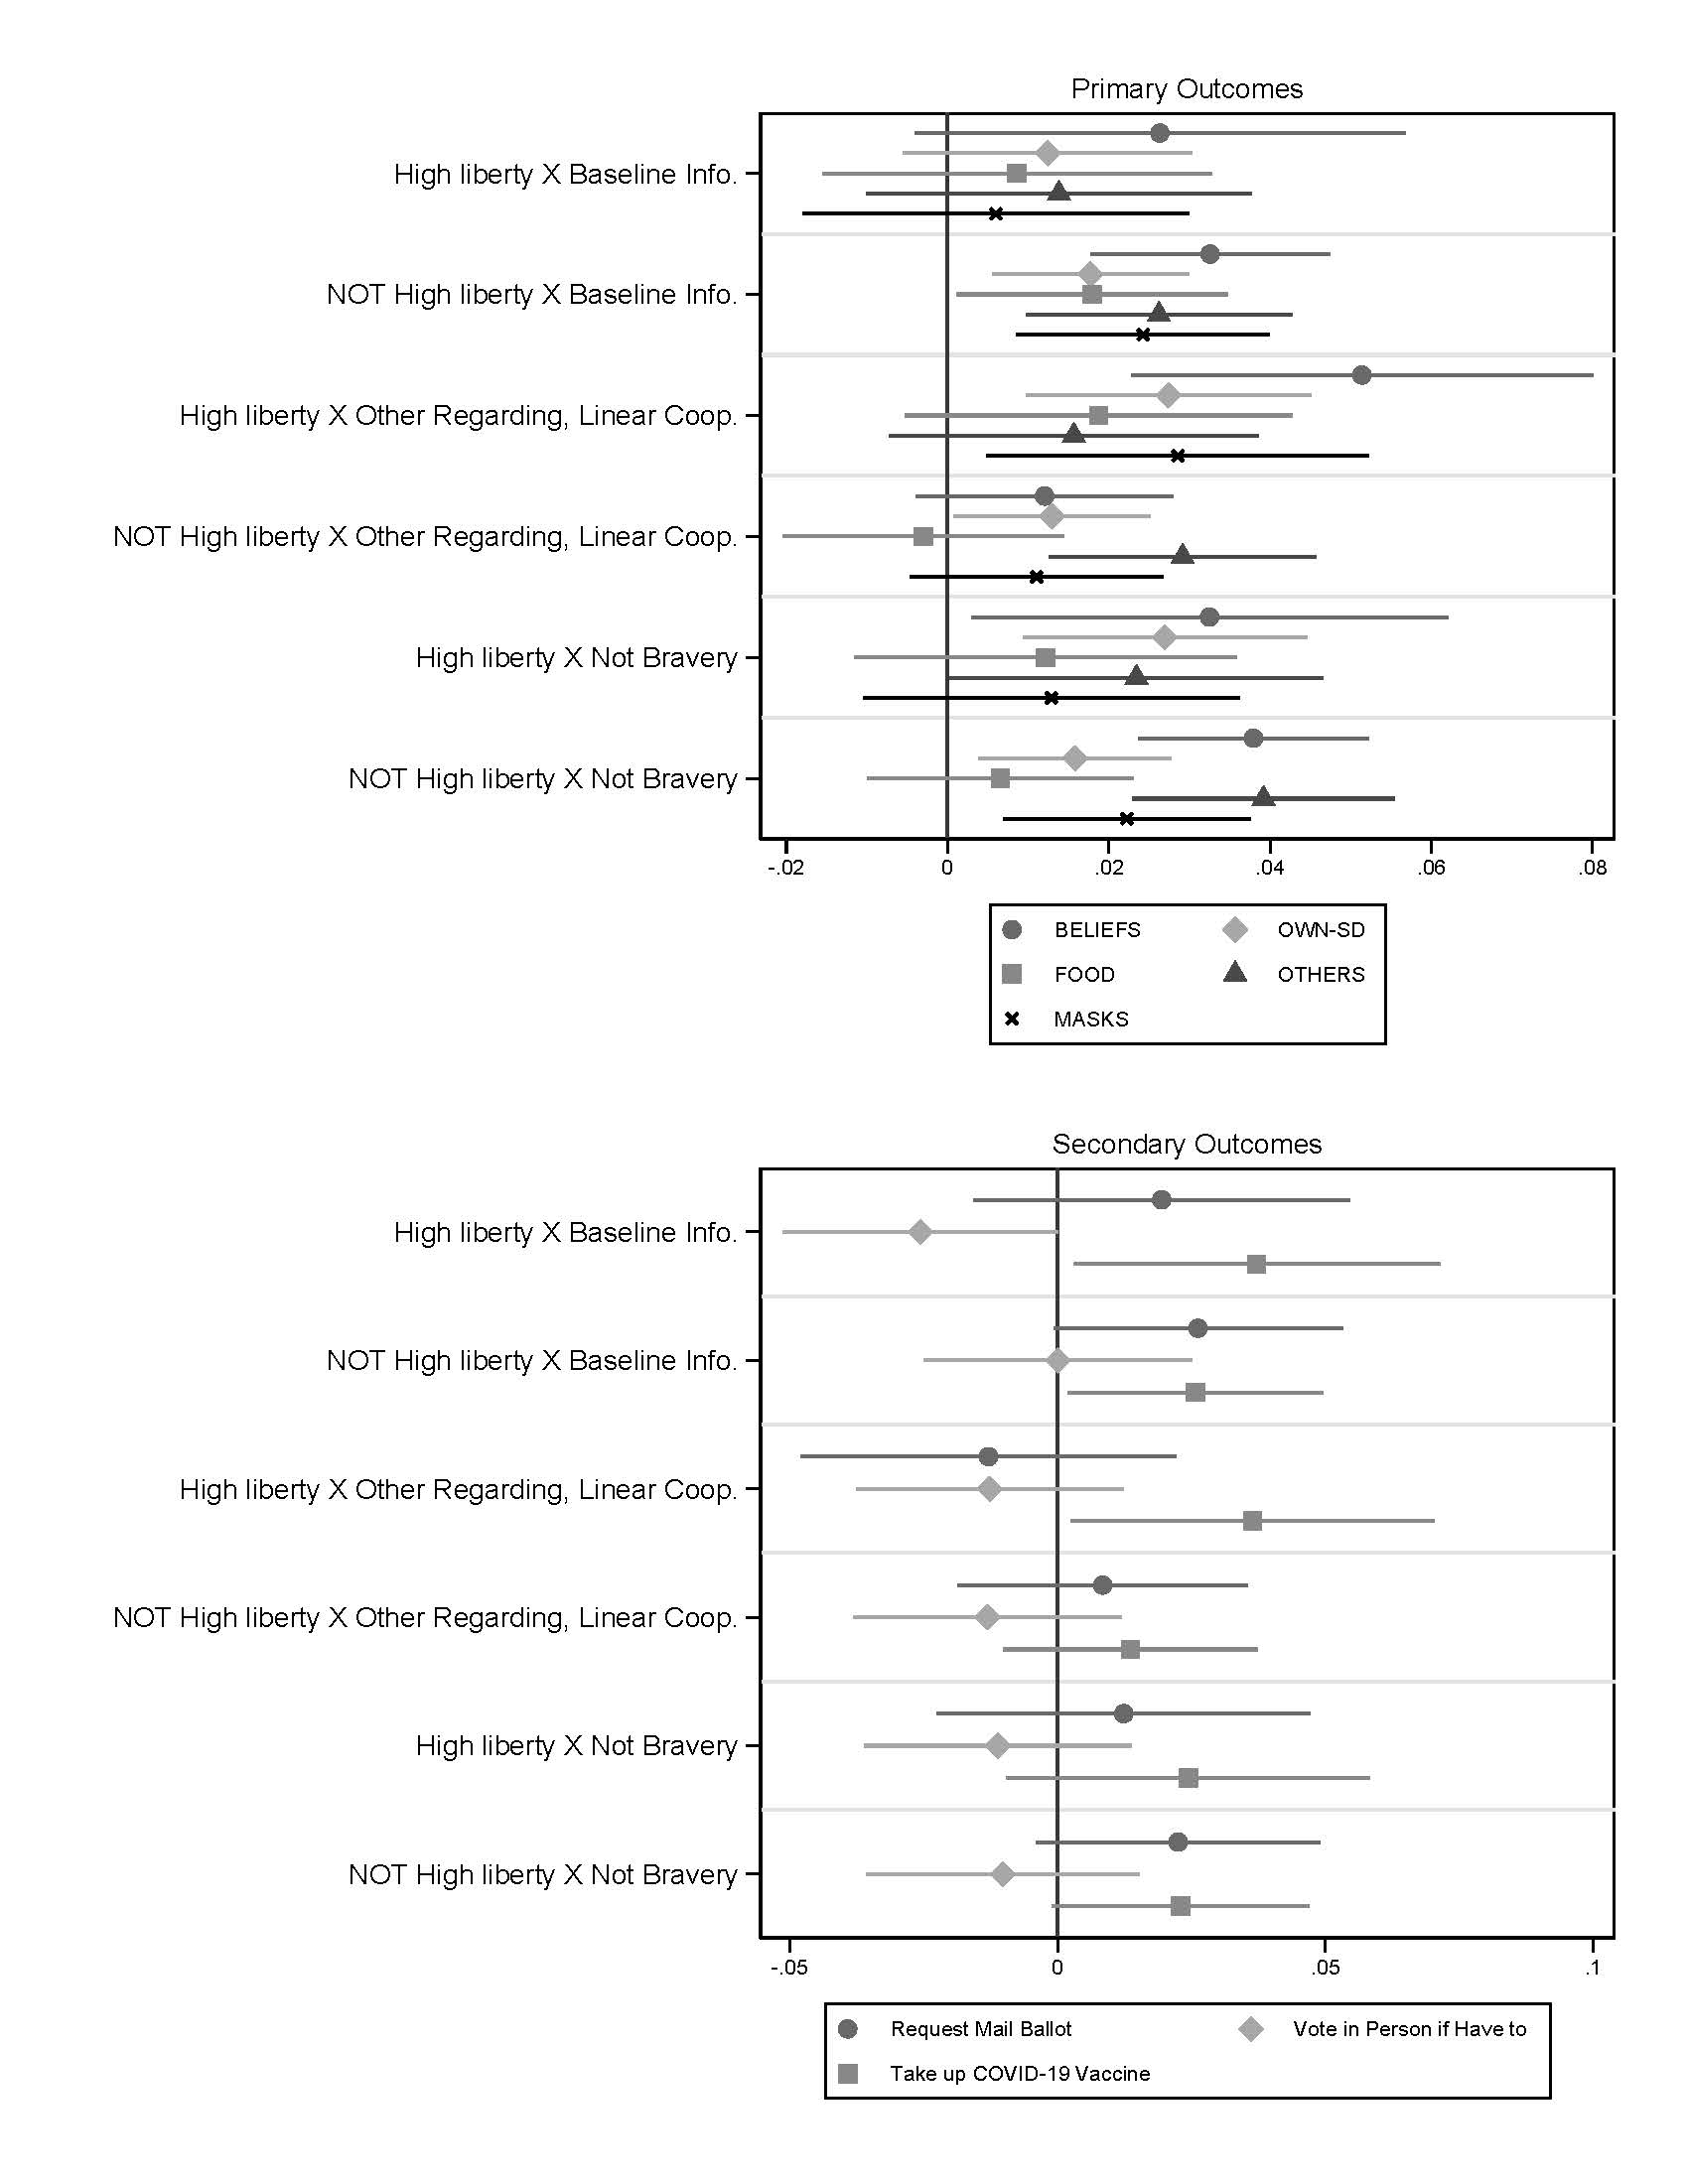 Primary Outcomes
High liberty X Baseline Info.
NOT High liberty X Baseline Info.
High liberty X Other Regarding, Linear Coop.
NOT High liberty X Other Regarding, Linear Coop.
High liberty X Not Bravery
NOT High liberty X Not Bravery
-.02 0 .02 .04 .06 .08
BELIEFS OWN-SD
FOOD OTHERS
MASKS
Secondary Outcomes
High liberty X Baseline Info.
NOT High liberty X Baseline Info.
High liberty X Other Regarding, Linear Coop.
NOT High liberty X Other Regarding, Linear Coop.
High liberty X Not Bravery
NOT High liberty X Not Bravery
-.05 0 .05 .1
Request Mail Ballot Vote in Person if Have to
Take up COVID-19 Vaccine